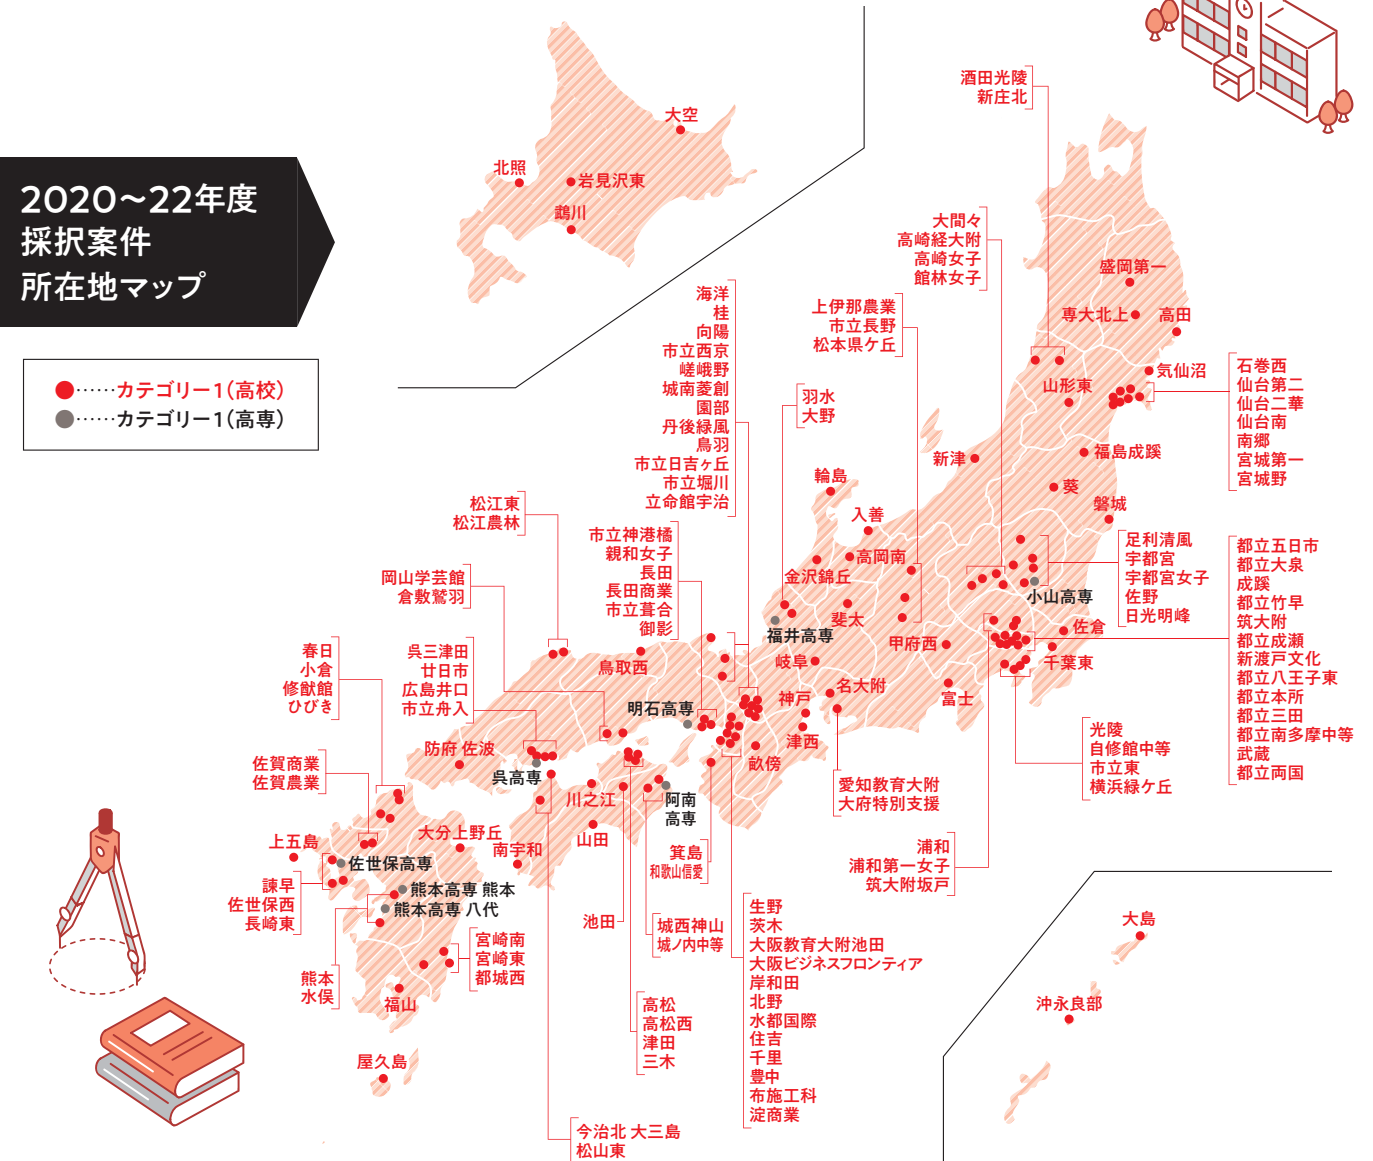 2020〜22年度
採択案件
所在地マップ
●……カテゴリー1(高校)
●……カテゴリー1(高専)
大空
北照
岩見沢東
鵡川
酒田光陵
新庄北
大間々
高崎経大附
高崎女子
館林女子
上伊那農業
市立長野
松本県ケ丘
羽水
大野
海洋
桂
向陽
市立西京
嵯峨野
城南菱創
園部
丹後緑風
鳥羽
市立日吉ヶ丘
市立堀川
立命館宇治
盛岡第一
専大北上
高田
気仙沼
山形東
石巻西
仙台第二
仙台二華
仙台南
南郷
宮城第一
宮城野
新津
福島成蹊
葵
磐城
輪島
入善
高岡南
金沢錦丘
斐太
福井高専
岐阜
甲府西
富士
名大附
神戸
津西
畝傍
足利清風
宇都宮
宇都宮女子
佐野
日光明峰
小山高専
佐倉
千葉東
都立五日市
都立大泉
成蹊
都立竹早
筑大附
都立成瀬
新渡戸文化
都立八王子東
都立本所
都立三田
都立南多摩中等
武蔵
都立両国
光陵
自修館中等
市立東
横浜緑ケ丘
愛知教育大附
大府特別支援
浦和
浦和第一女子
筑大附坂戸
松江東
松江農林
市立神港橘
親和女子
長田
長田商業
市立葺合
御影
岡山学芸館
倉敷鷲羽
鳥取西
明石高専
呉三津田
廿日市
広島井口
市立舟入
春日
小倉
修猷館
ひびき
防府 佐波
呉高専
佐賀商業
佐賀農業
川之江
山田
阿南
高専
箕島
和歌山信愛
大分上野丘
南宇和
上五島
佐世保高専
諫早
佐世保西
長崎東
熊本高専 熊本
熊本高専 八代
熊本
水俣
宮崎南
宮崎東
都城西
福山
屋久島
池田
城西神山
城ノ内中等
高松
高松西
津田
三木
生野
茨木
大阪教育大附池田
大阪ビジネスフロンティア
岸和田
北野
水都国際
住吉
千里
豊中
布施工科
淀商業
今治北 大三島
松山東
大島
沖永良部